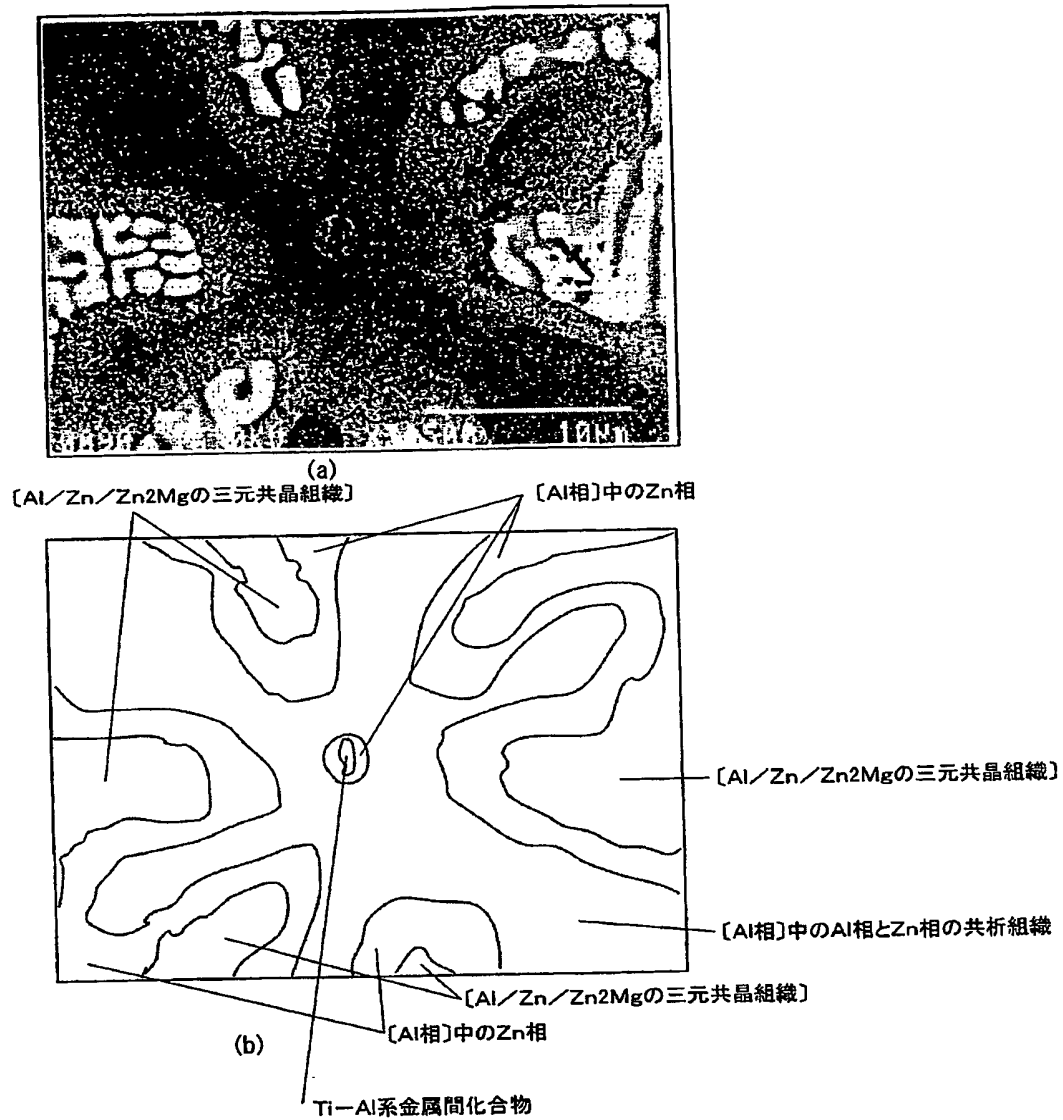 10μm
(a)
〔Al/Zn/Zn2Mgの三元共晶組織〕
〔Al相〕中のZn相
〔Al/Zn/Zn2Mgの三元共晶組織〕
〔Al相〕中のAl相とZn相の共析組織
〔Al/Zn/Zn2Mgの三元共晶組織〕
〔Al相〕中のZn相
(b)
Ti-Al系金属間化合物